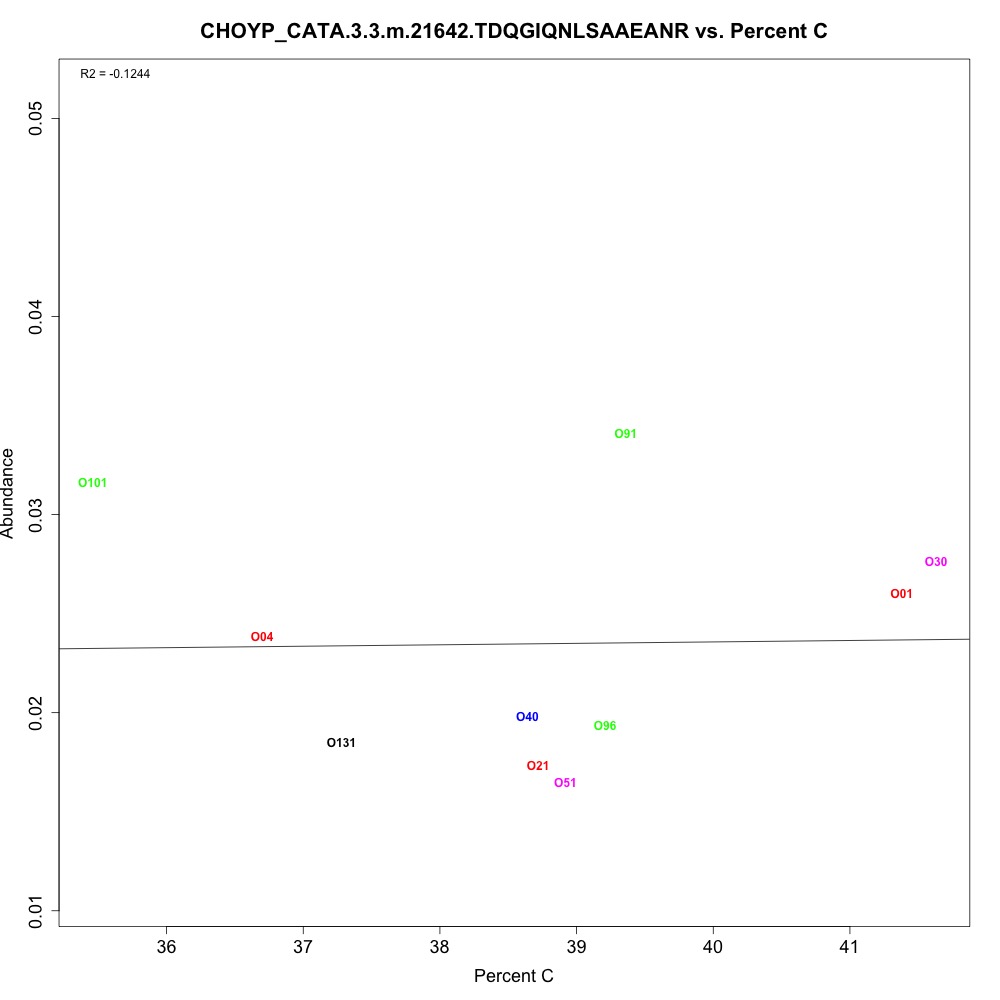 CHOYP_CATA.3.3.m.21642.TDQGIQNLSAAEANR vs. Percent C
R2 = -0.1244
0.05
0.04
0.03
0.02
0.01
Abundance
O91
O101
O30
O01
O04
O40
O96
O131
O21
O51
36 37 38 39 40 41
Percent C